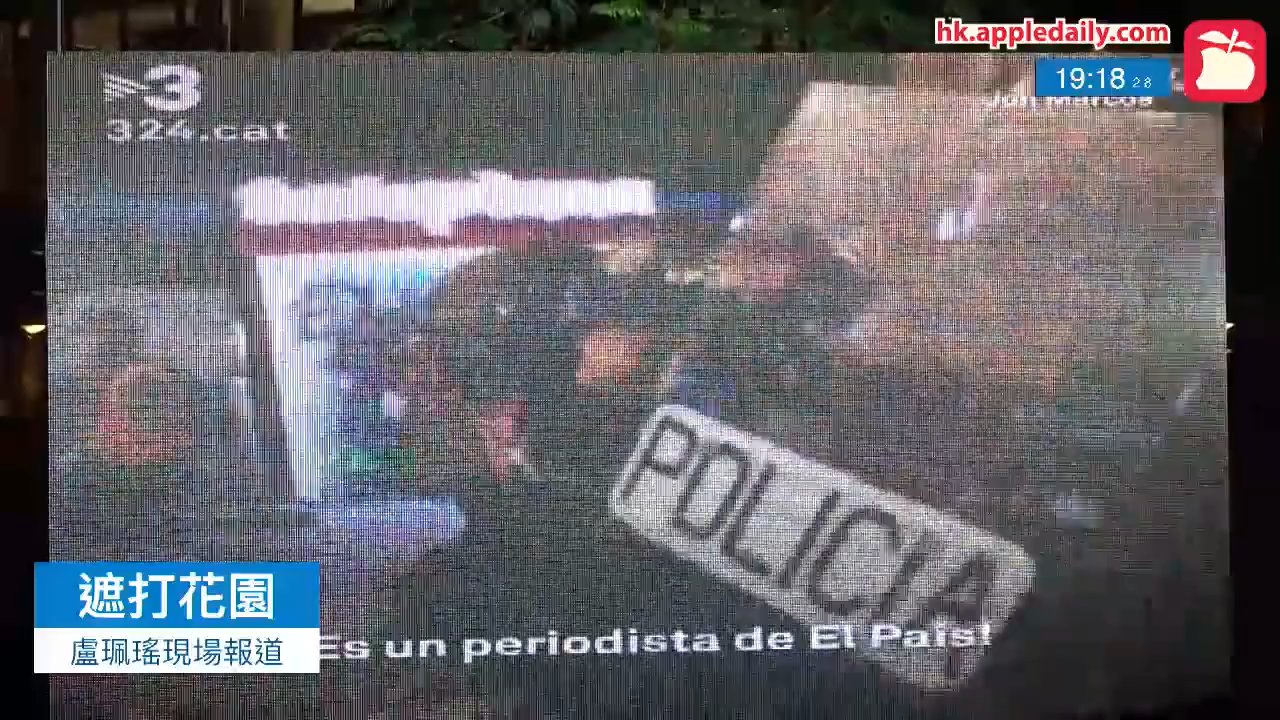 hk.appledaily.com
19:18 28
3
324.cat
POLICIA
Es un periodista de El País!
遮打花園
盧珮瑤現場報道